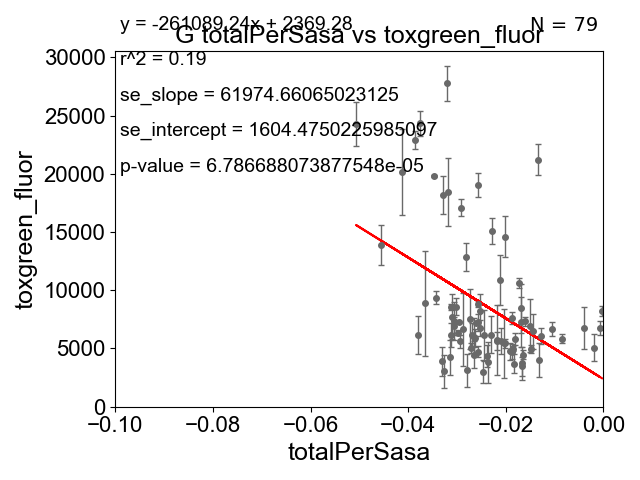 y = -261089.24x + 2369.28
N = 79
G totalPerSasa vs toxgreen_fluor
r^2 = 0.19
se_slope = 61974.66065023125
se_intercept = 1604.4750225985097
p-value = 6.786688073877548e-05
30000
25000
20000
15000
10000
5000
0
toxgreen_fluor
−0.10
−0.08
−0.06
−0.04
−0.02
0.00
totalPerSasa